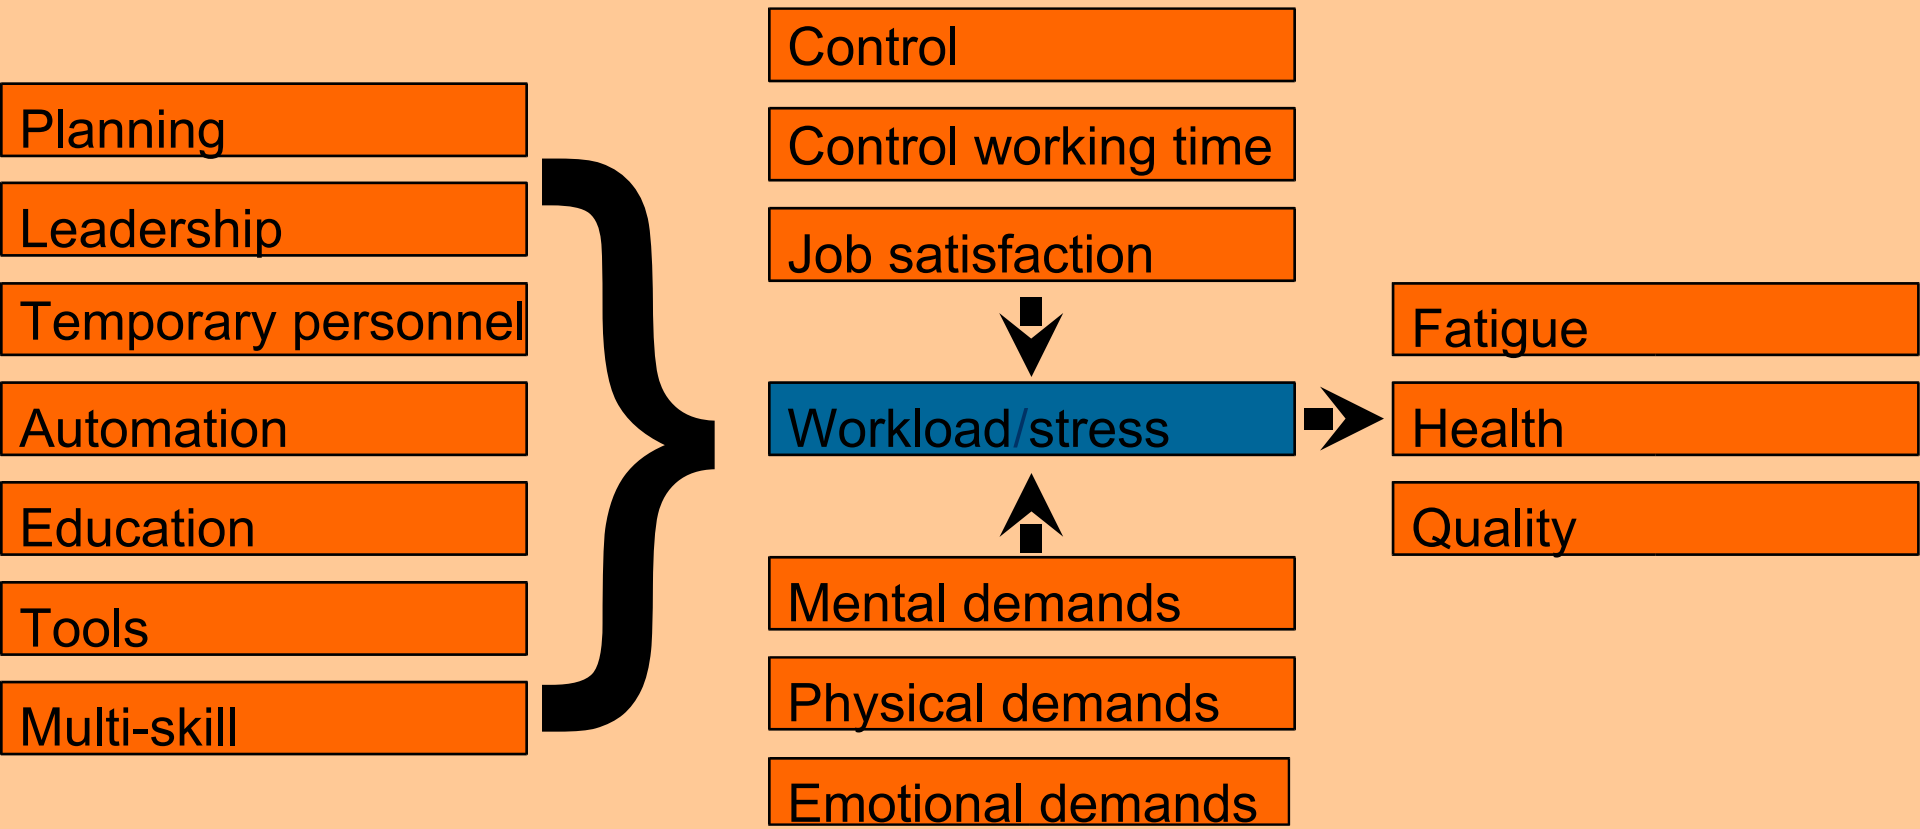 Planning
Leadership
Temporary personnel
Automation
Education
Tools
Multi-skill
Control
Control working time
Job satisfaction
Workload/stress
Mental demands
Physical demands
Emotional demands
Fatigue
Health
Quality